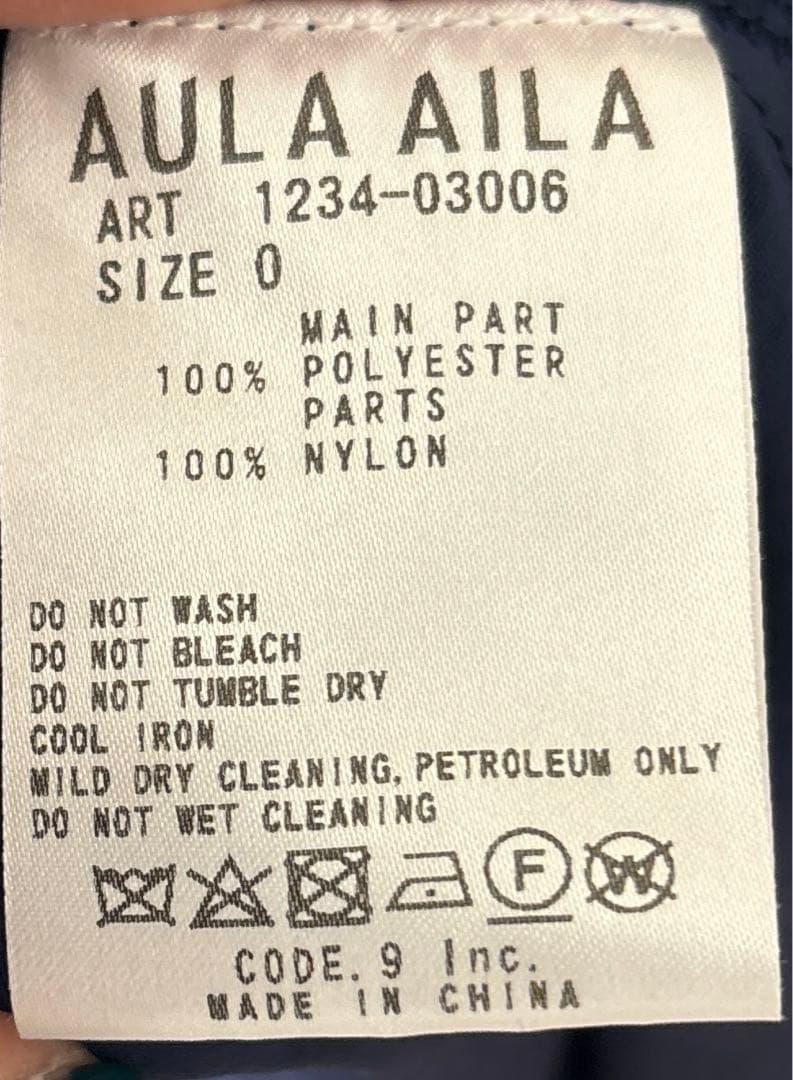 AULA AILA
ART 1234-03006
SIZE 0
MAIN PART
100% POLYESTER
PARTS
100% NYLON
DO NOT WASH
DO NOT BLEACH
DO NOT TUMBLE DRY
COOL IRON
MILD DRY CLEANING, PETROLEUM ONLY
DO NOT WET CLEANING
F W
CODE.9 Inc.
MADE IN CHINA